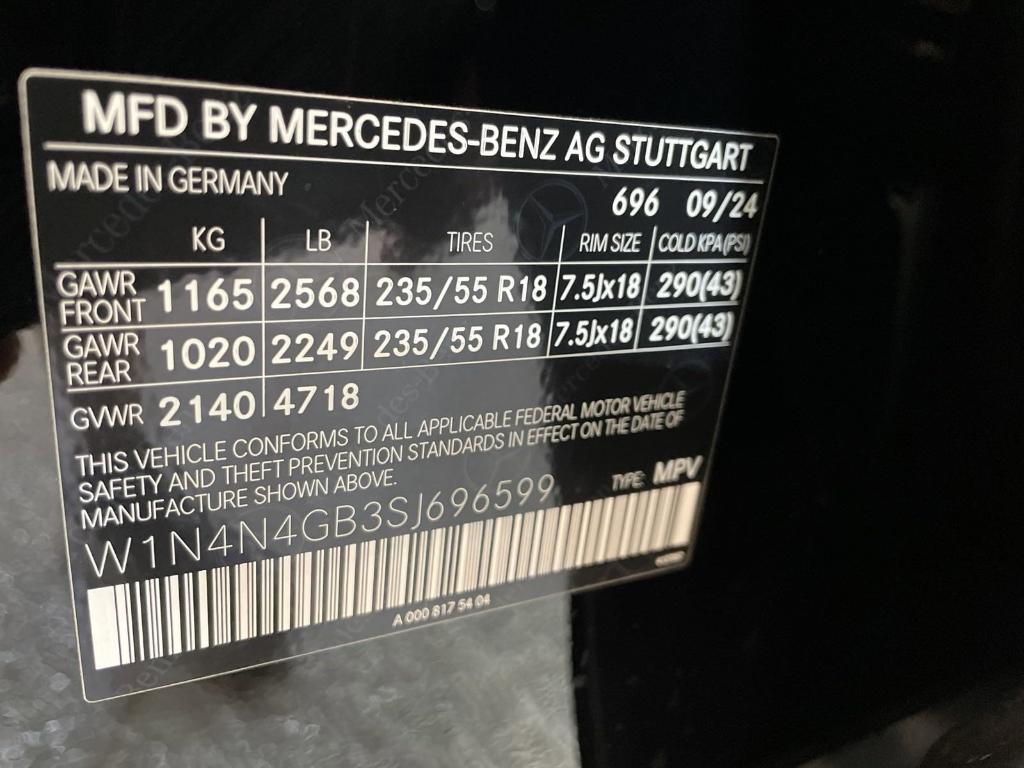 MFD BY MERCEDES-BENZ AG STUTTGART
MADE IN GERMANY
696 09/24
KG LB TIRES RIM SIZE COLD KPA(PSI)
GAWR FRONT 1165 2568 235/55 R18 7.5Jx18 290(43)
GAWR REAR 1020 2249 235/55 R18 7.5Jx18 290(43)
GVWR 2140 4718
THIS VEHICLE CONFORMS TO ALL APPLICABLE FEDERAL MOTOR VEHICLE
SAFETY AND THEFT PREVENTION STANDARDS IN EFFECT ON THE DATE OF
MANUFACTURE SHOWN ABOVE.
TYPE: MPV
W1N4N4GB3SJ696599
A 000 817 54 04